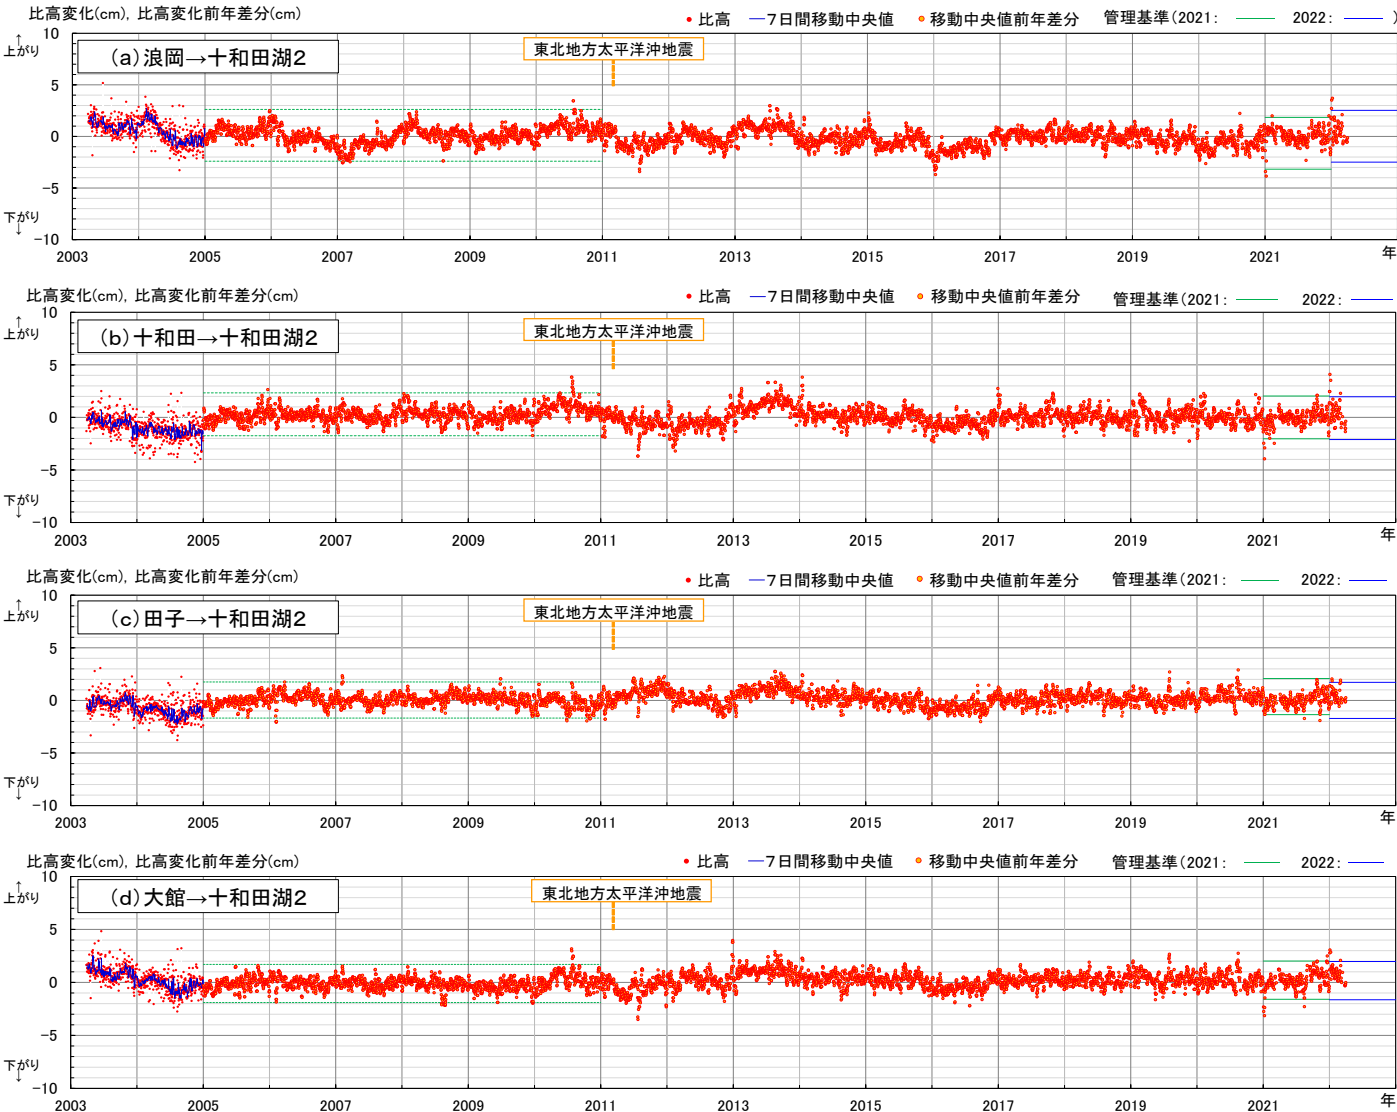 比高変化(cm), 比高変化前年差分(cm)
● 比高 ―7日間移動中央値 ● 移動中央値前年差分 管理基準(2021: ―― 2022: ―― )
↑
上がり
(a)浪岡→十和田湖2
東北地方太平洋沖地震
10
5
0
-5
下がり
↓
-10
2003 2005 2007 2009 2011 2013 2015 2017 2019 2021 年
比高変化(cm), 比高変化前年差分(cm)
● 比高 ―7日間移動中央値 ● 移動中央値前年差分 管理基準(2021: ―― 2022: ――
↑
上がり
(b)十和田→十和田湖2
東北地方太平洋沖地震
10
5
0
-5
下がり
↓
-10
2003 2005 2007 2009 2011 2013 2015 2017 2019 2021 年
比高変化(cm), 比高変化前年差分(cm)
● 比高 ―7日間移動中央値 ● 移動中央値前年差分 管理基準(2021: ―― 2022: ――
↑
上がり
(c)田子→十和田湖2
東北地方太平洋沖地震
10
5
0
-5
下がり
↓
-10
2003 2005 2007 2009 2011 2013 2015 2017 2019 2021 年
比高変化(cm), 比高変化前年差分(cm)
● 比高 ―7日間移動中央値 ● 移動中央値前年差分 管理基準(2021: ―― 2022: ――
↑
上がり
(d)大館→十和田湖2
東北地方太平洋沖地震
10
5
0
-5
下がり
↓
-10
2003 2005 2007 2009 2011 2013 2015 2017 2019 2021 年